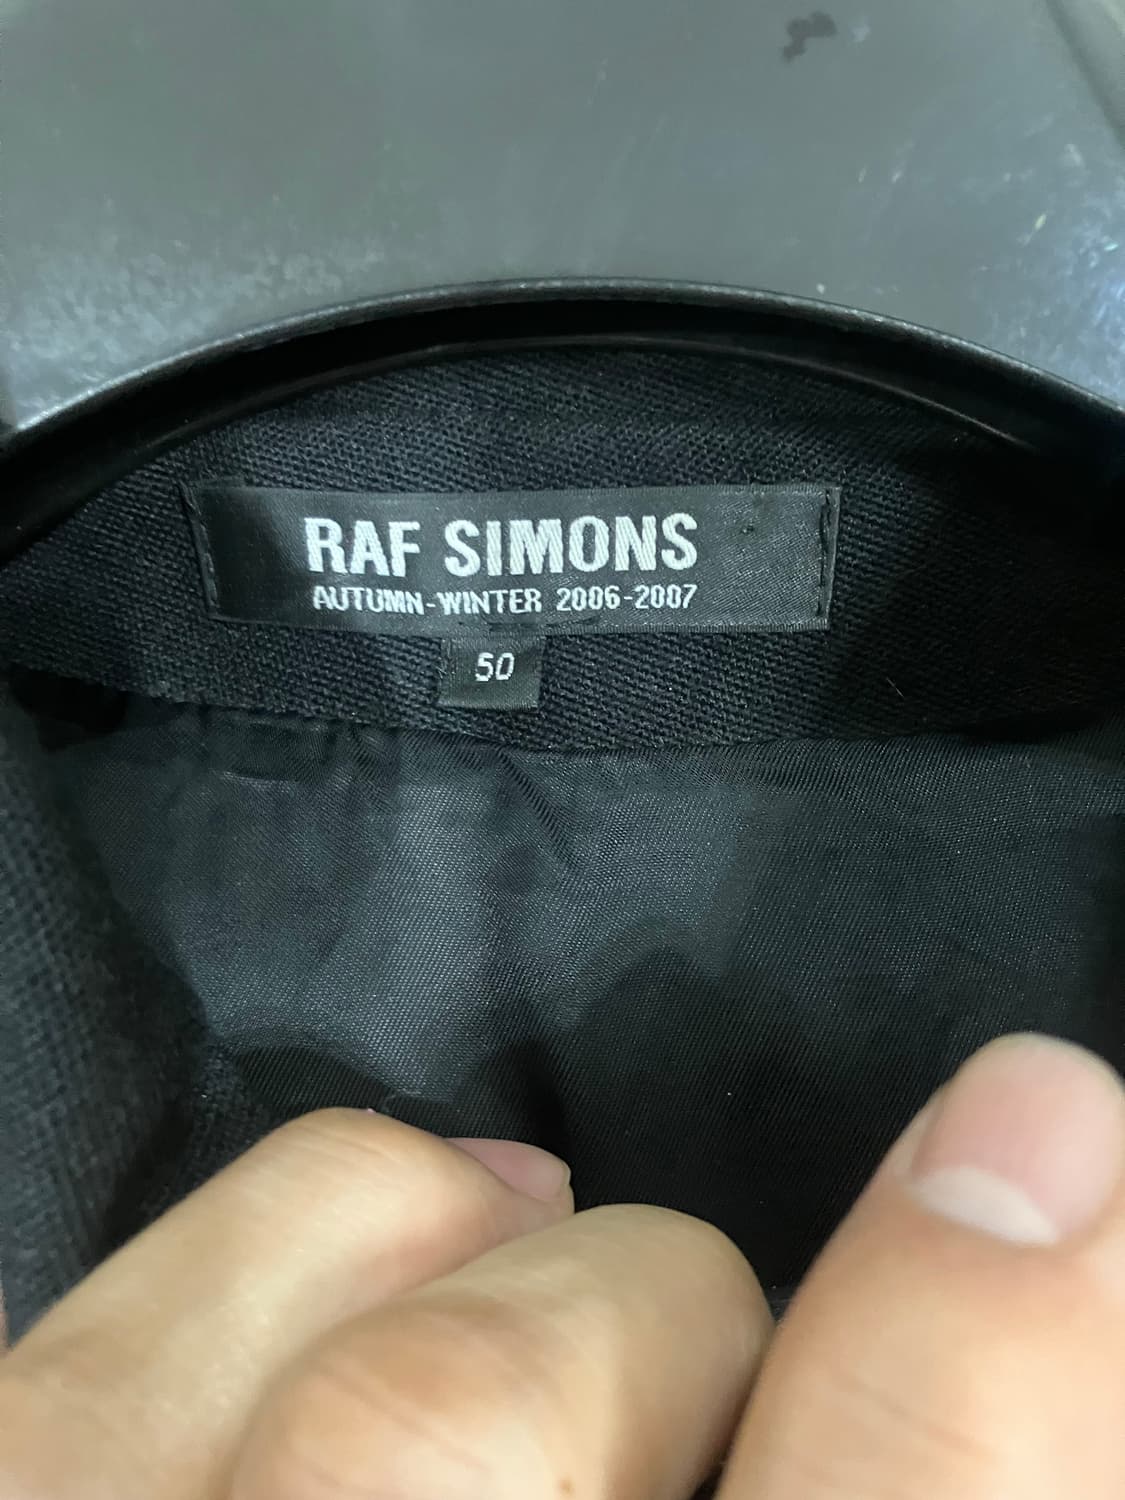 RAF SIMONS
AUTUMN-WINTER 2006-2007
50